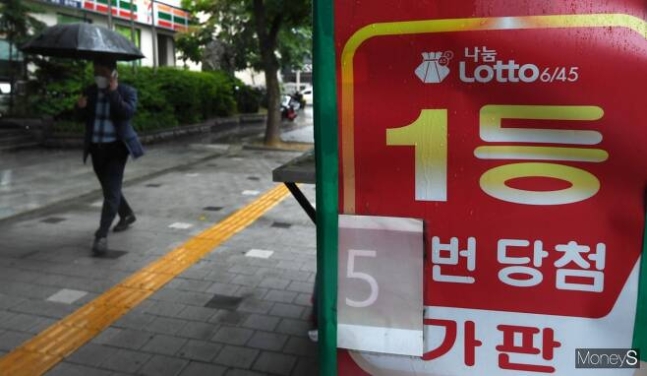 나눔
Lotto 6/45
1등
5번 당첨
가판
MoneyS